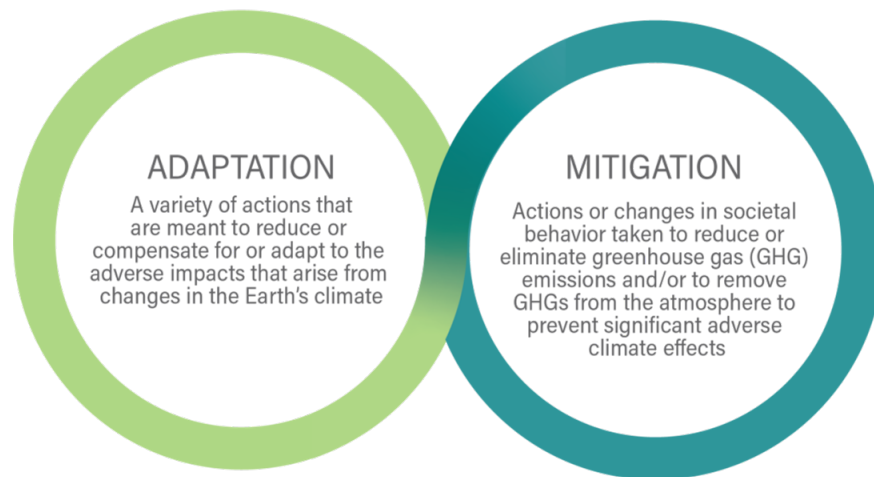 ADAPTATION
A variety of actions that
are meant to reduce or
compensate for or adapt to the
adverse impacts that arise from
changes in the Earth's climate
MITIGATION
Actions or changes in societal
behavior taken to reduce or
eliminate greenhouse gas (GHG)
emissions and/or to remove
GHGs from the atmosphere to
prevent significant adverse
climate effects